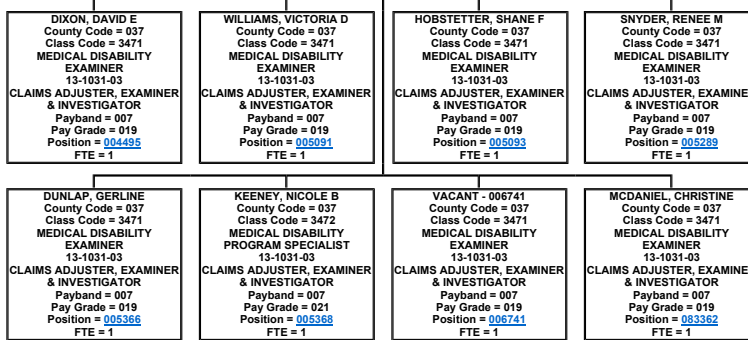 DIXON, DAVID E
County Code = 037
Class Code = 3471
MEDICAL DISABILITY
EXAMINER
13-1031-03
CLAIMS ADJUSTER, EXAMINER
& INVESTIGATOR
Payband = 007
Pay Grade = 019
Position = 004495
FTE = 1
WILLIAMS, VICTORIA D
County Code = 037
Class Code = 3471
MEDICAL DISABILITY
EXAMINER
13-1031-03
CLAIMS ADJUSTER, EXAMINER
& INVESTIGATOR
Payband = 007
Pay Grade = 019
Position = 005091
FTE = 1
HOBSTETTER, SHANE F
County Code = 037
Class Code = 3471
MEDICAL DISABILITY
EXAMINER
13-1031-03
CLAIMS ADJUSTER, EXAMINER
& INVESTIGATOR
Payband = 007
Pay Grade = 019
Position = 005093
FTE = 1
SNYDER, RENEE M
County Code = 037
Class Code = 3471
MEDICAL DISABILITY
EXAMINER
13-1031-03
CLAIMS ADJUSTER, EXAMINE
& INVESTIGATOR
Payband = 007
Pay Grade = 019
Position = 005289
FTE = 1
DUNLAP, GERLINE
County Code = 037
Class Code = 3471
MEDICAL DISABILITY
EXAMINER
13-1031-03
CLAIMS ADJUSTER, EXAMINER
& INVESTIGATOR
Payband = 007
Pay Grade = 019
Position = 005366
FTE = 1
KEENEY, NICOLE B
County Code = 037
Class Code = 3472
MEDICAL DISABILITY
PROGRAM SPECIALIST
13-1031-03
CLAIMS ADJUSTER, EXAMINER
& INVESTIGATOR
Payband = 007
Pay Grade = 021
Position = 005368
FTE = 1
VACANT - 006741
County Code = 037
Class Code = 3471
MEDICAL DISABILITY
EXAMINER
13-1031-03
CLAIMS ADJUSTER, EXAMINER
& INVESTIGATOR
Payband = 007
Pay Grade = 019
Position = 006741
FTE = 1
MCDANIEL, CHRISTINE
County Code = 037
Class Code = 3471
MEDICAL DISABILITY
EXAMINER
13-1031-03
CLAIMS ADJUSTER, EXAMINE
& INVESTIGATOR
Payband = 007
Pay Grade = 019
Position = 083362
FTE = 1